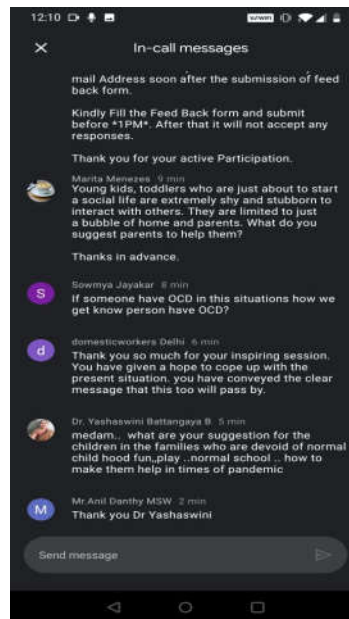 12:10
In-call messages
mail Address soon after the submission of feed
back form.
Kindly Fill the Feed Back form and submit
before *1PM*. After that it will not accept any
responses.
Thank you for your active Participation.
Marita Menezes 9 min
Young kids, toddlers who are just about to start
a social life are extremely shy and stubborn to
interact with others. They are limited to just
a bubble of home and parents. What do you
suggest parents to help them?
Thanks in advance.
S
Sowmya Jayakar 8 min
If someone have OCD in this situations how we
get know person have OCD?
d
domesticworkers Delhi 6 min
Thank you so much for your inspiring session.
You have given a hope to cope up with the
present situation. you have conveyed the clear
message that this too will pass by.
Dr. Yashaswini Battangaya B. 5 min
medam.. what are your suggestion for the
children in the families who are devoid of normal
child hood fun,,play ..normal school .. how to
make them help in times of pandemic
M
Mr.Anil Danthy MSW 2 min
Thank you Dr Yashaswini
Send message